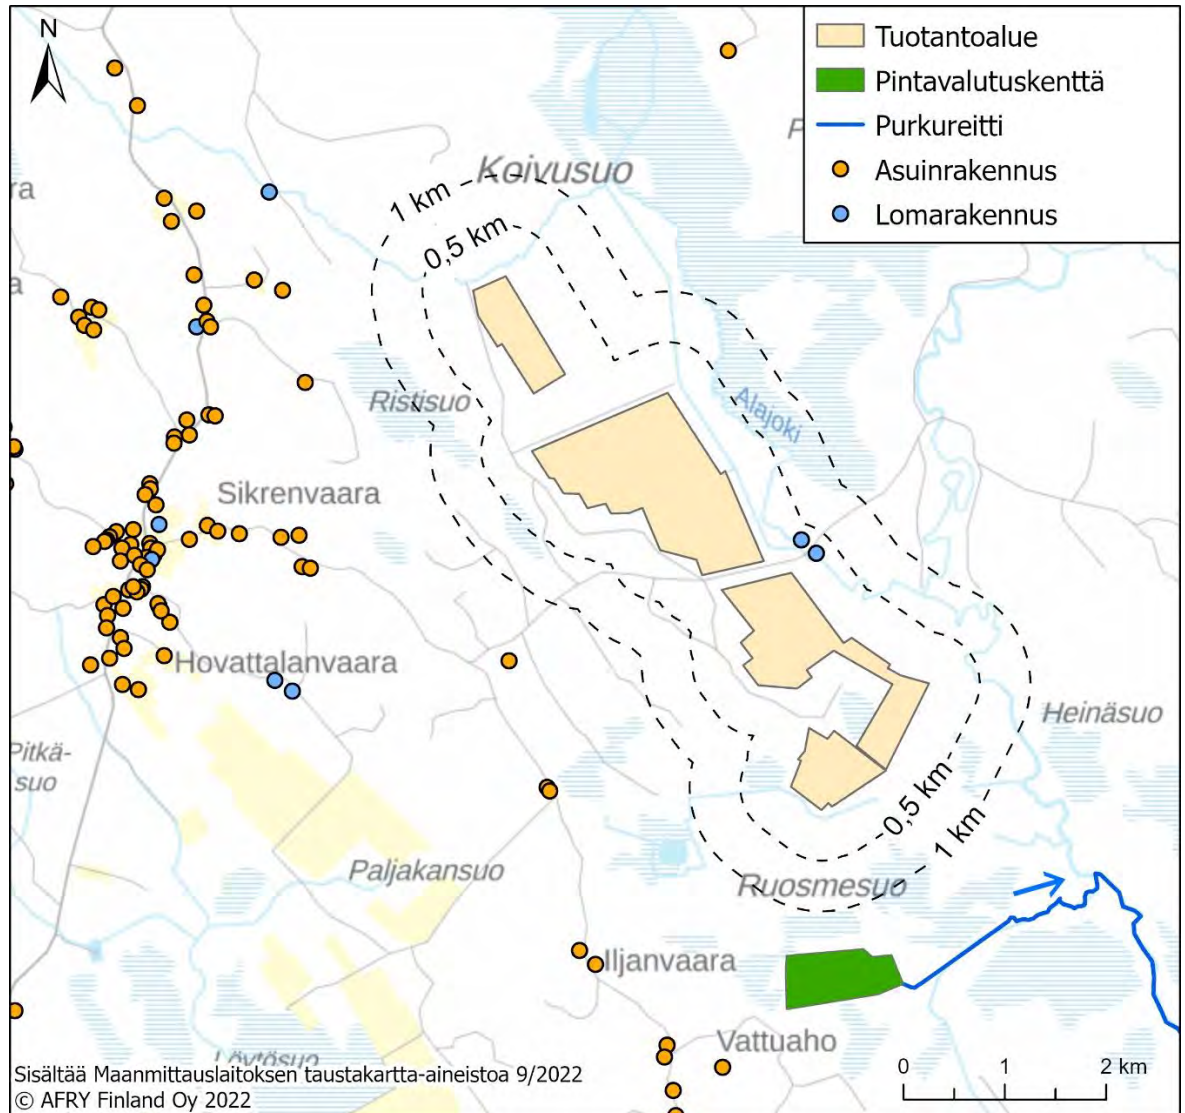 N
Tuotantoalue
Pintavalutuskenttä
Purkureitti
Asuinrakennus
Lomarakennus
Koivusuo
1 km
0,5 km
ra
a
Ristisuo
Alajoki
Sikrenvaara
Hovattalanvaara
Heinäsuo
Pitkä-
suo
0,5 km
1 km
Paljakansuo
Ruosmesuo
Iljanvaara
Vattuaho
Löytösuo
Sisältää Maanmittauslaitoksen taustakartta-aineistoa 9/2022
© AFRY Finland Oy 2022
0 1 2 km